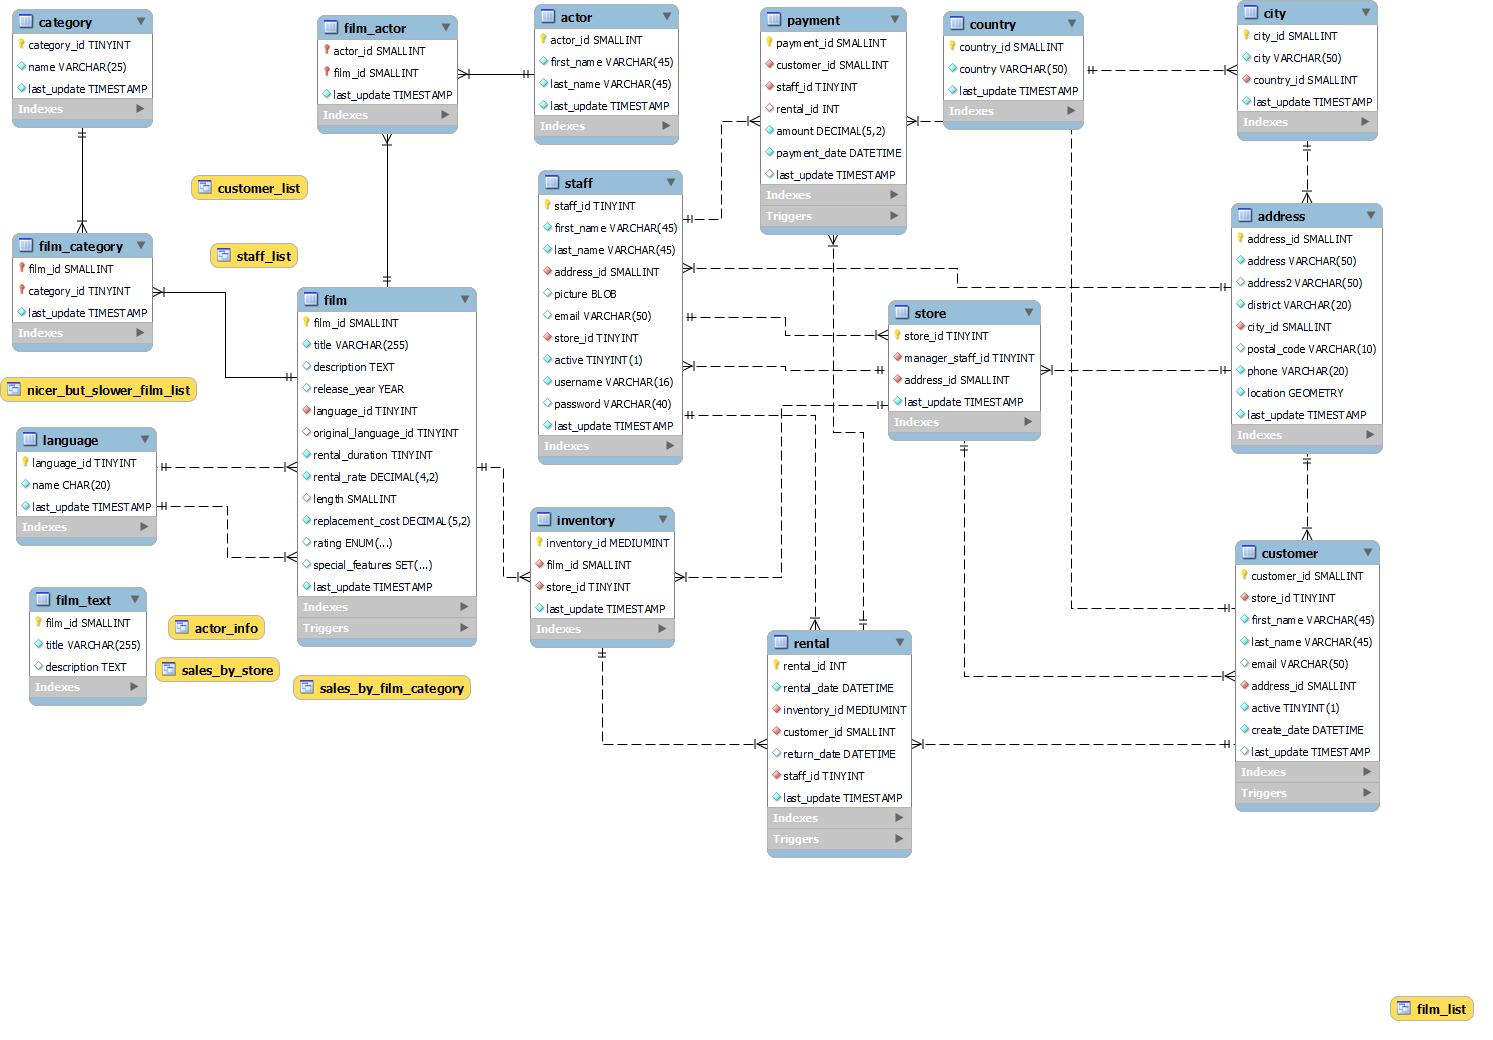 category
category_id TINYINT
name VARCHAR(25)
last_update TIMESTAMP
Indexes
film_actor
actor_id SMALLINT
film_id SMALLINT
last_update TIMESTAMP
Indexes
actor
actor_id SMALLINT
first_name VARCHAR(45)
last_name VARCHAR(45)
last_update TIMESTAMP
Indexes
payment
payment_id SMALLINT
customer_id SMALLINT
staff_id TINYINT
rental_id INT
amount DECIMAL(5,2)
payment_date DATETIME
last_update TIMESTAMP
Indexes
Triggers
country
country_id SMALLINT
country VARCHAR(50)
last_update TIMESTAMP
Indexes
city
city_id SMALLINT
city VARCHAR(50)
country_id SMALLINT
last_update TIMESTAMP
Indexes
customer_list
staff_list
film_category
film_id SMALLINT
category_id TINYINT
last_update TIMESTAMP
Indexes
nicer_but_slower_film_list
staff
staff_id TINYINT
first_name VARCHAR(45)
last_name VARCHAR(45)
address_id SMALLINT
picture BLOB
email VARCHAR(50)
store_id TINYINT
active TINYINT(1)
username VARCHAR(16)
password VARCHAR(40)
last_update TIMESTAMP
Indexes
address
address_id SMALLINT
address VARCHAR(50)
address2 VARCHAR(50)
district VARCHAR(20)
city_id SMALLINT
postal_code VARCHAR(10)
phone VARCHAR(20)
location GEOMETRY
last_update TIMESTAMP
Indexes
film
film_id SMALLINT
title VARCHAR(255)
description TEXT
release_year YEAR
language_id TINYINT
original_language_id TINYINT
rental_duration TINYINT
rental_rate DECIMAL(4,2)
length SMALLINT
replacement_cost DECIMAL(5,2)
rating ENUM(...)
special_features SET(...)
last_update TIMESTAMP
Indexes
Triggers
store
store_id TINYINT
manager_staff_id TINYINT
address_id SMALLINT
last_update TIMESTAMP
Indexes
language
language_id TINYINT
name CHAR(20)
last_update TIMESTAMP
Indexes
inventory
inventory_id MEDIUMINT
film_id SMALLINT
store_id TINYINT
last_update TIMESTAMP
Indexes
customer
customer_id SMALLINT
store_id TINYINT
first_name VARCHAR(45)
last_name VARCHAR(45)
email VARCHAR(50)
address_id SMALLINT
active TINYINT(1)
create_date DATETIME
last_update TIMESTAMP
Indexes
Triggers
film_text
film_id SMALLINT
title VARCHAR(255)
description TEXT
Indexes
actor_info
sales_by_store
sales_by_film_category
rental
rental_id INT
rental_date DATETIME
inventory_id MEDIUMINT
customer_id SMALLINT
return_date DATETIME
staff_id TINYINT
last_update TIMESTAMP
Indexes
Triggers
film_list